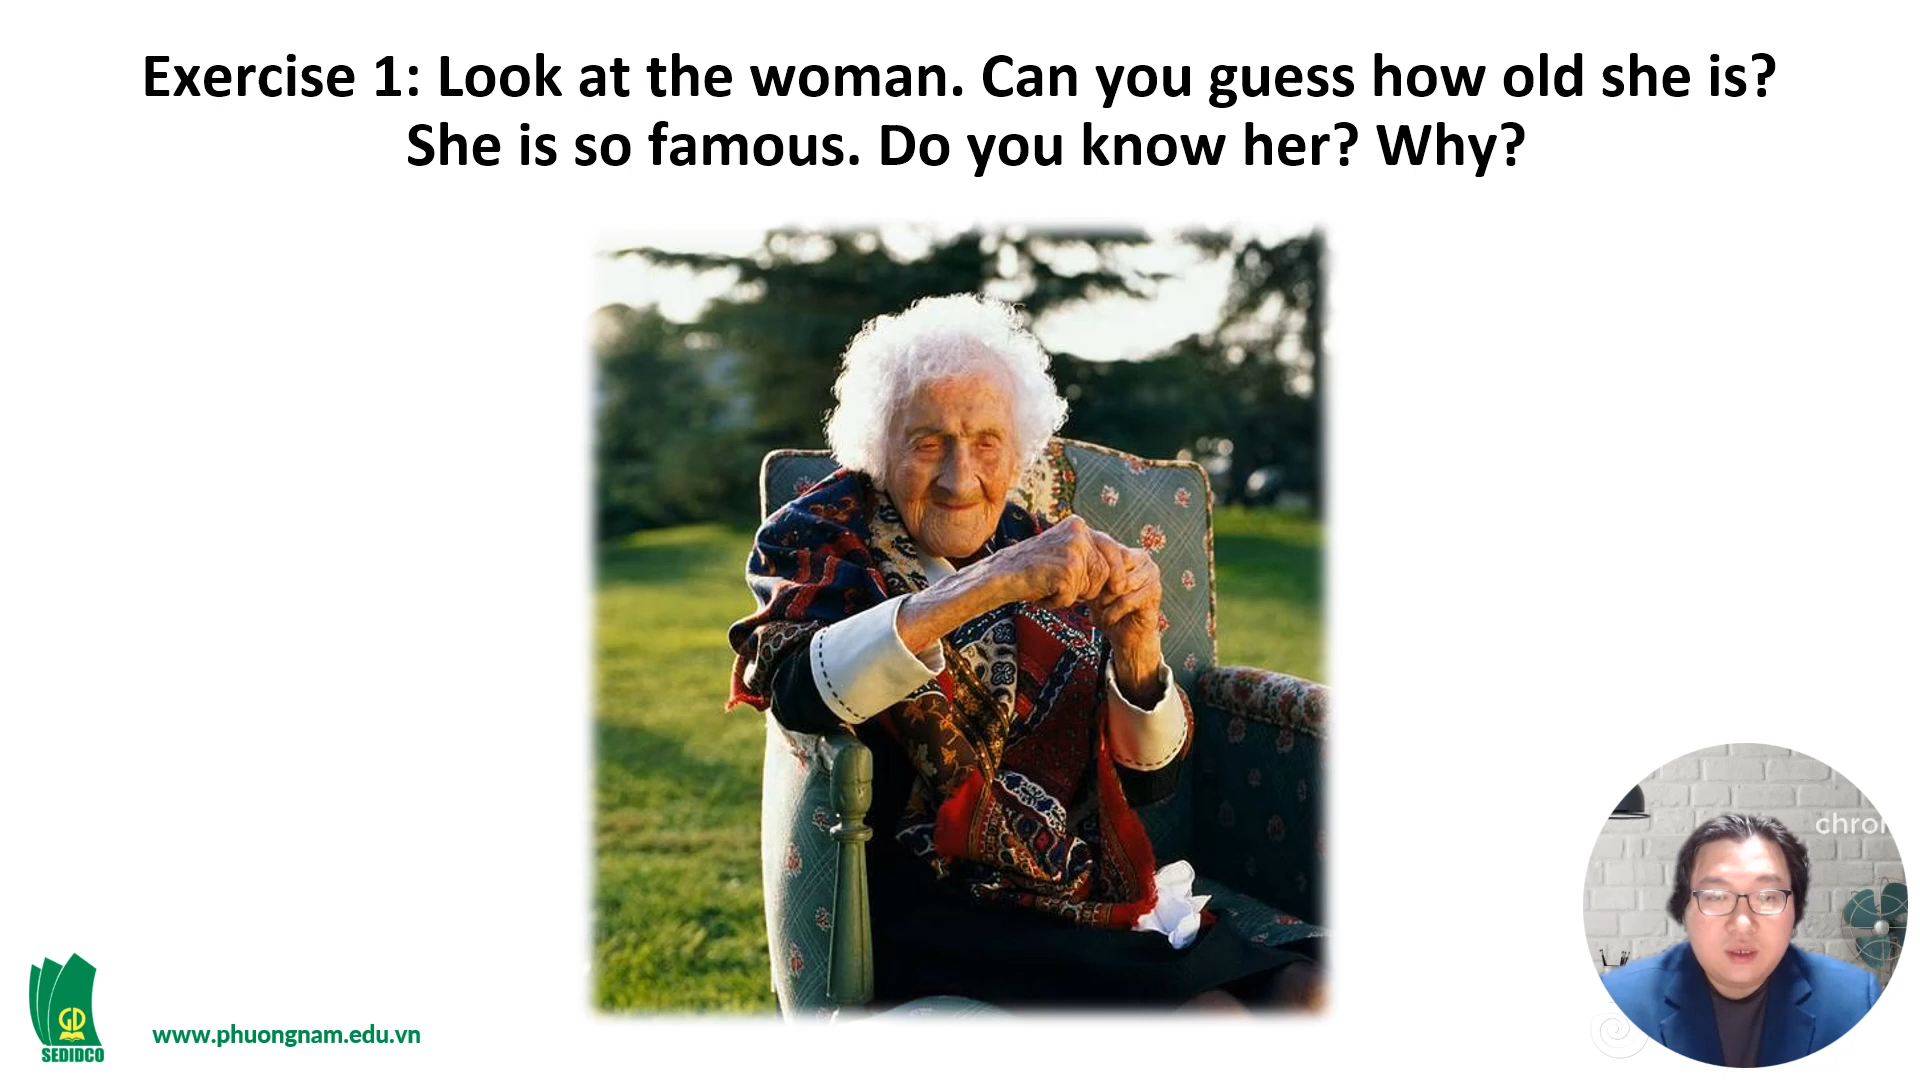 Exercise 1: Look at the woman. Can you guess how old she is?
She is so famous. Do you know her? Why?
chro
GD
SEDIDCO
www.phuongnam.edu.vn